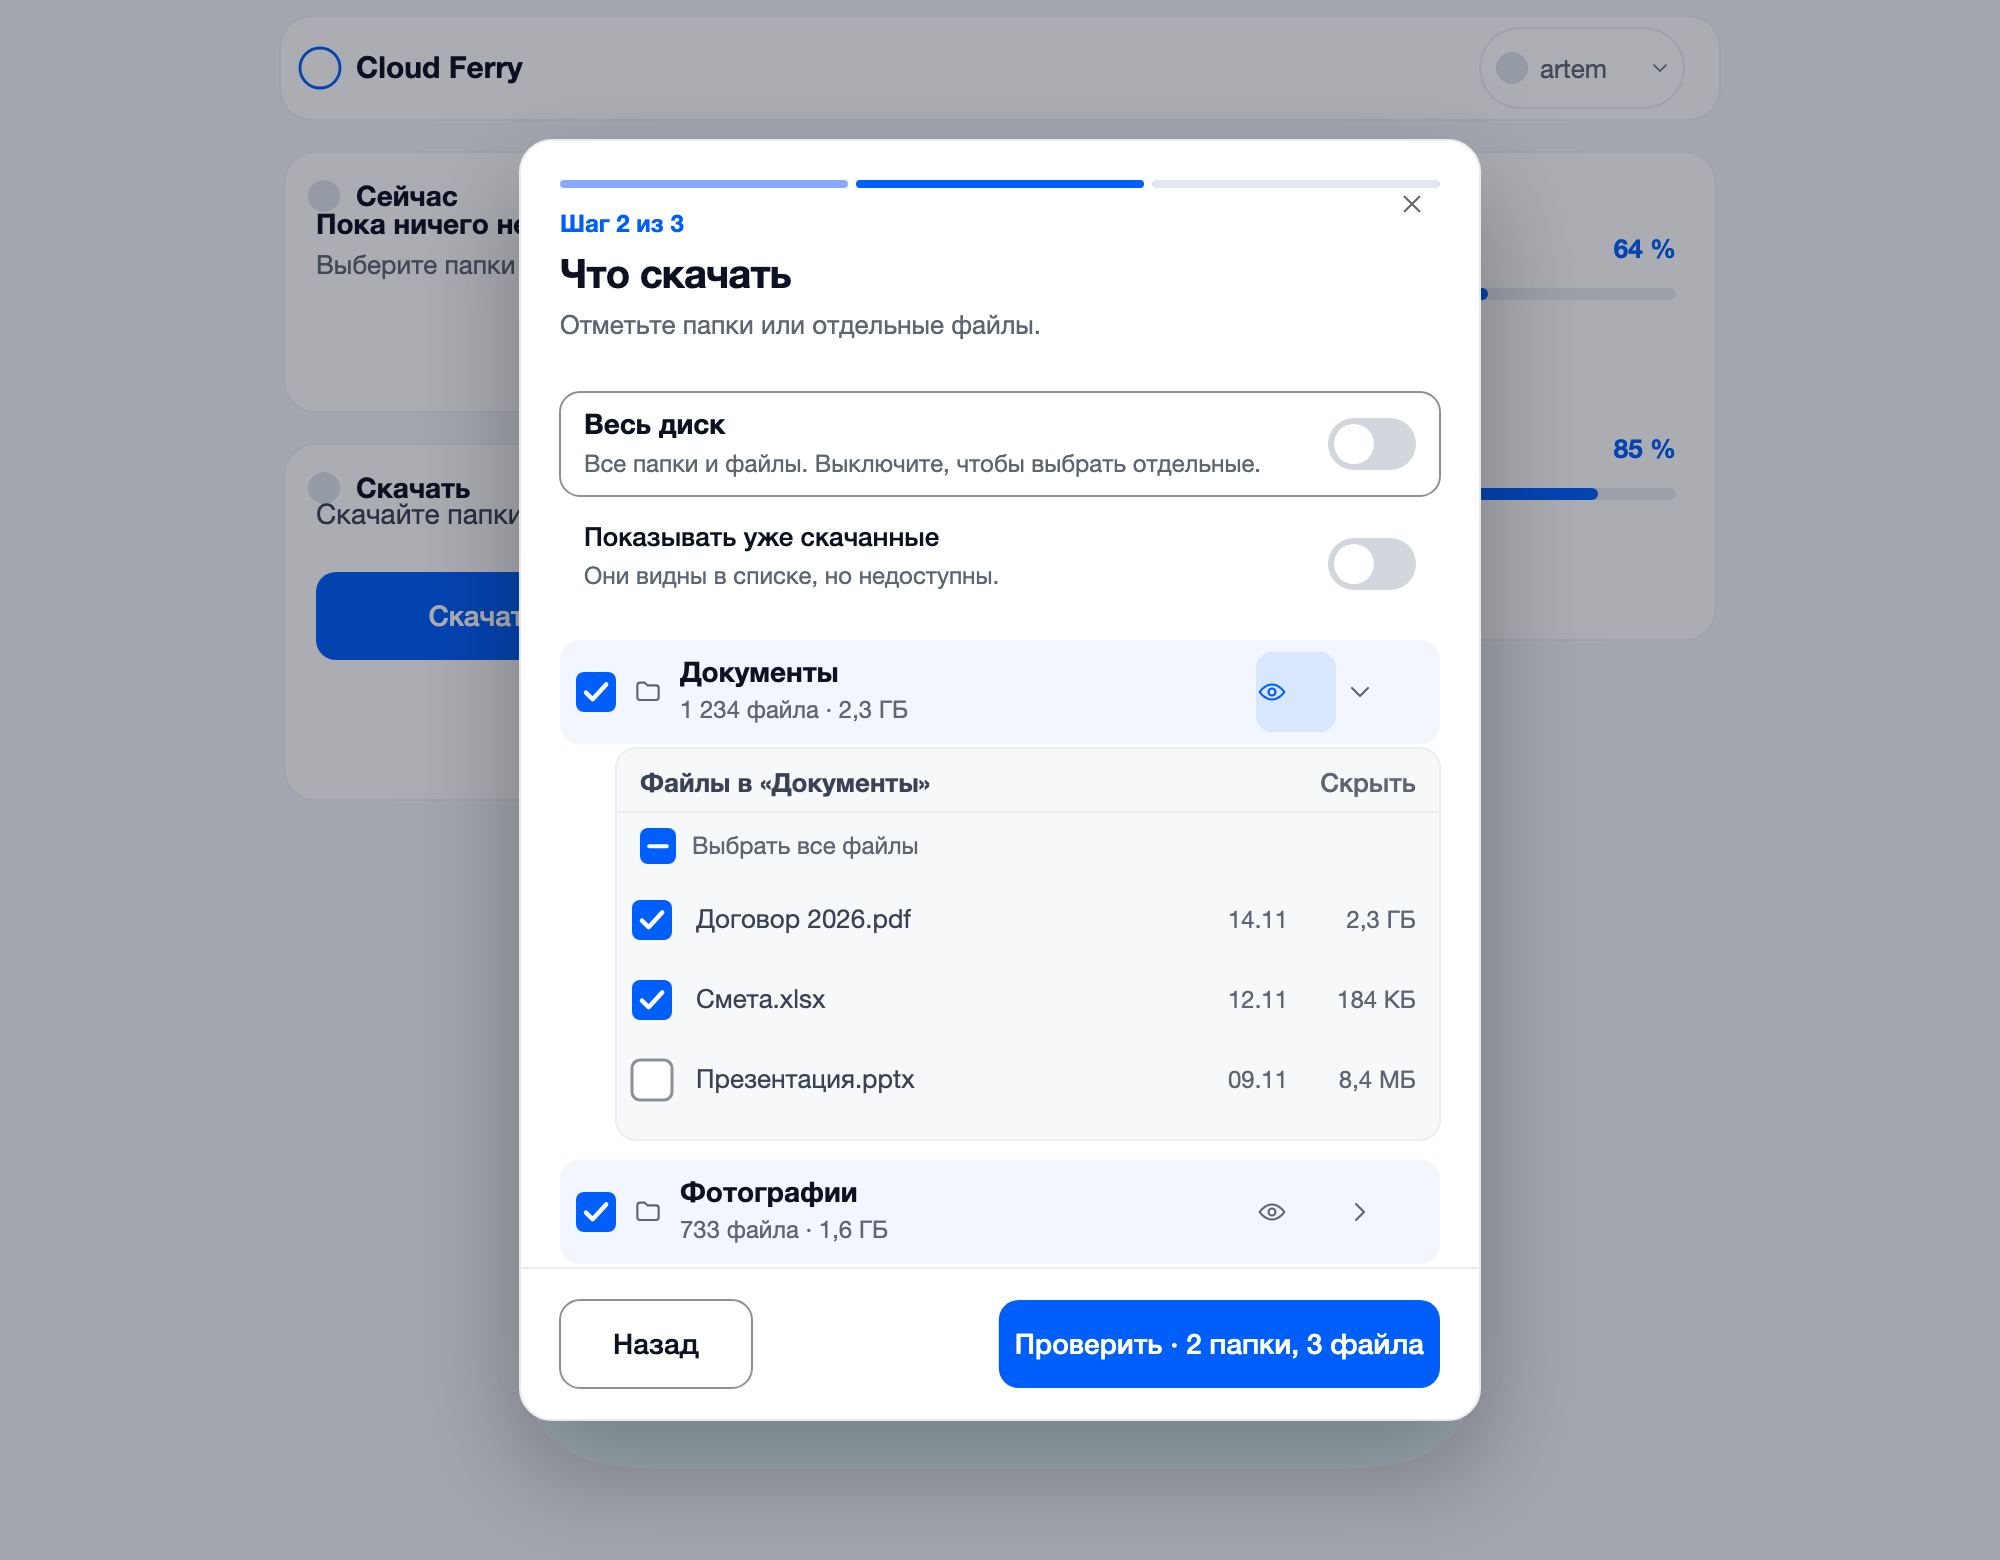 Cloud Ferry
artem
Сейчас
Пока ничего не
Выберите папки
64 %
85 %
Скачать
Скачайте папки
Скачат
Шаг 2 из 3
Что скачать
Отметьте папки или отдельные файлы.
Весь диск
Все папки и файлы. Выключите, чтобы выбрать отдельные.
Показывать уже скачанные
Они видны в списке, но недоступны.
Документы
1 234 файла · 2,3 ГБ
Файлы в «Документы» Скрыть
Выбрать все файлы
Договор 2026.pdf 14.11 2,3 ГБ
Смета.xlsx 12.11 184 КБ
Презентация.pptx 09.11 8,4 МБ
Фотографии
733 файла · 1,6 ГБ
Назад
Проверить · 2 папки, 3 файла